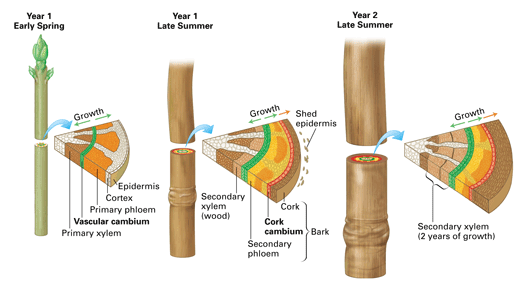 Year 1
Early Spring
Growth
Epidermis
Cortex
Primary phloem
Vascular cambium
Primary xylem
Year 1
Late Summer
Growth
Shed
epidermis
Secondary
xylem
(wood)
Cork
Cork
cambium
Bark
Secondary
phloem
Year 2
Late Summer
Growth
Secondary xylem
(2 years of growth)